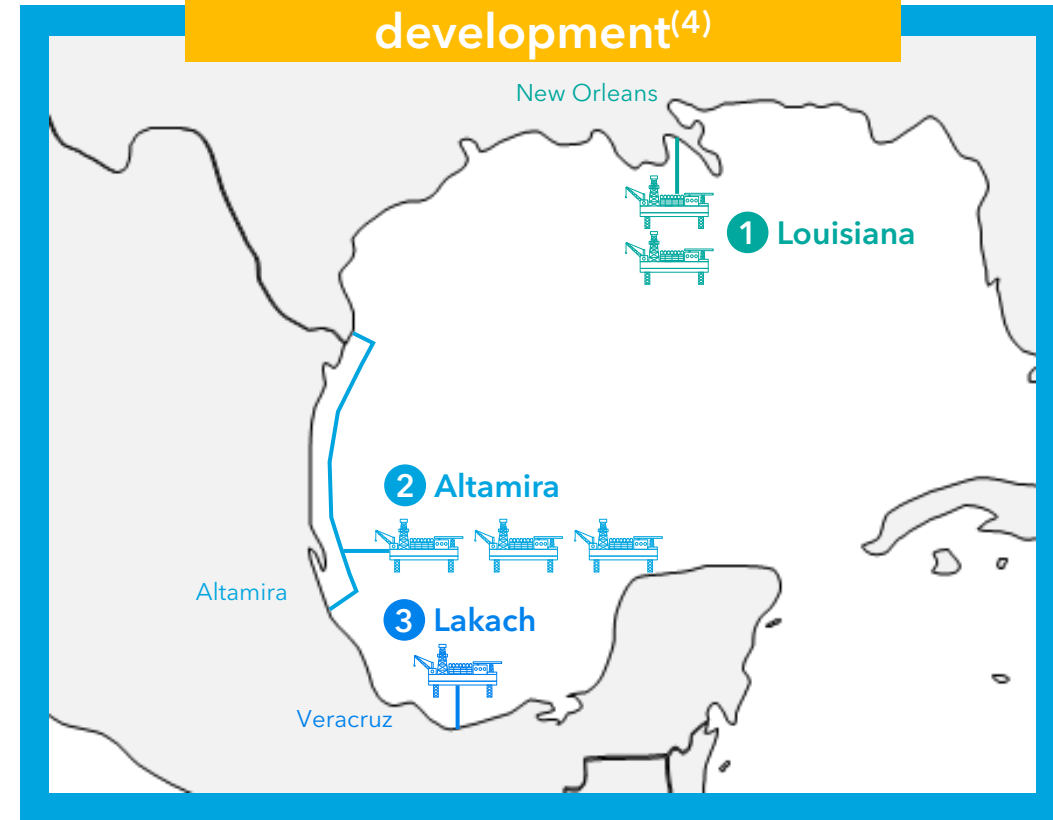 development(4)
New Orleans
1 Louisiana
2 Altamira
Altamira
3 Lakach
Veracruz